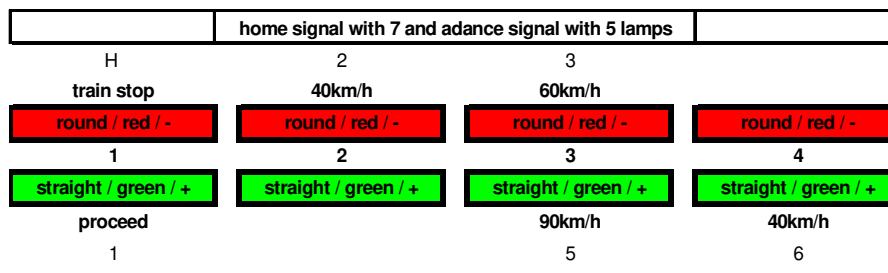 home signal with 7 and adance signal with 5 lamps
H 2 3
train stop 40km/h 60km/h
round / red / - round / red / - round / red / - round / red / -
1 2 3 4
straight / green / + straight / green / + straight / green / + straight / green / +
proceed 90km/h 40km/h
1 5 6